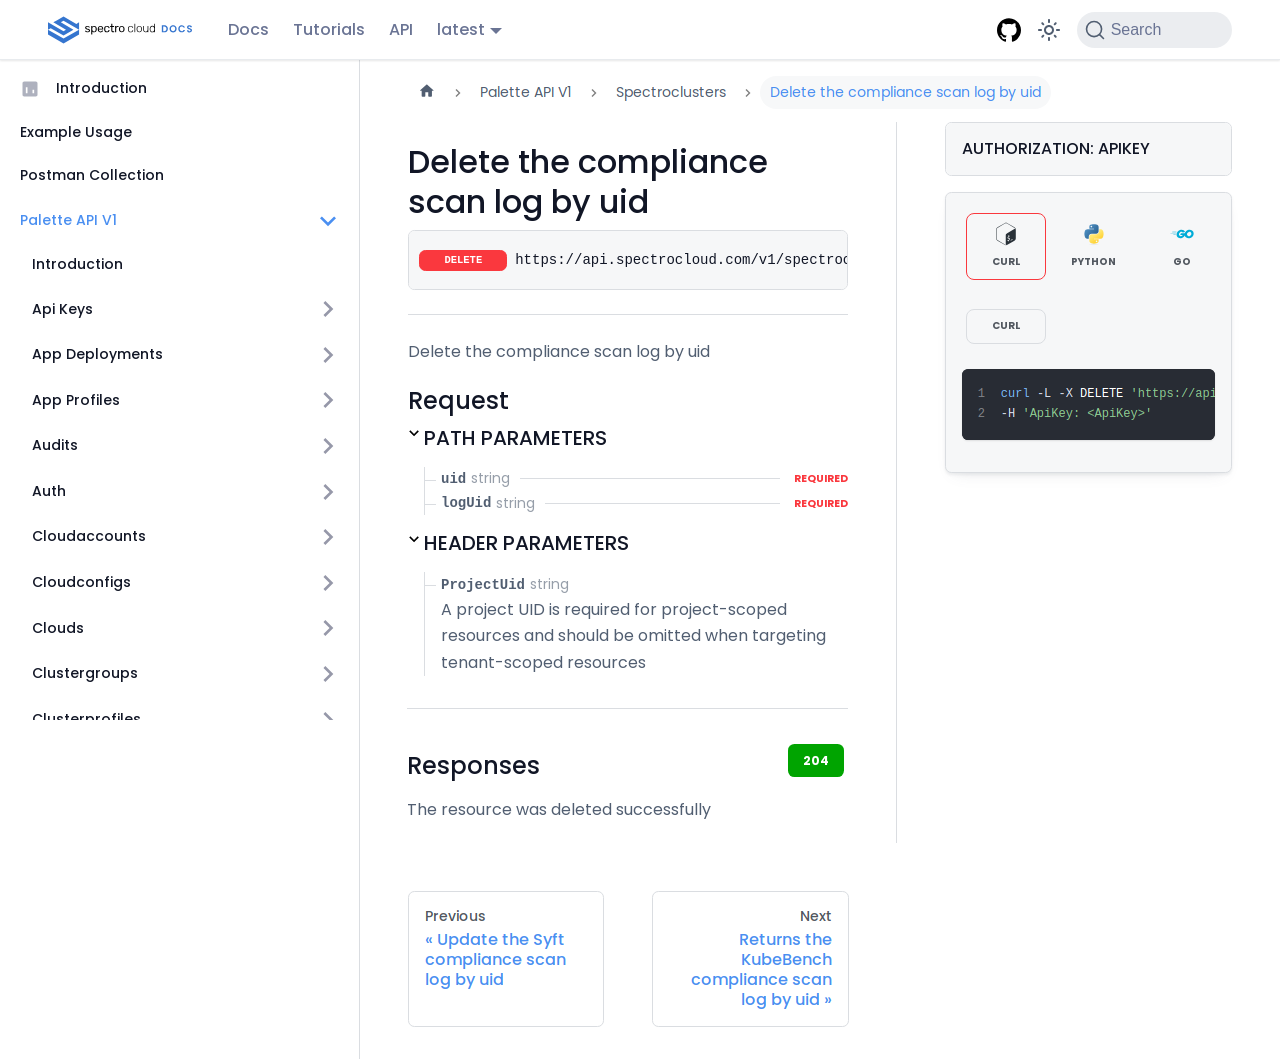 spectro cloud DOCS Docs Tutorials API latest Search
Introduction
Example Usage
Postman Collection
Palette API V1
Introduction
Api Keys
App Deployments
App Profiles
Audits
Auth
Cloudaccounts
Cloudconfigs
Clouds
Clustergroups
Clusterprofiles
Palette API V1 > Spectroclusters > Delete the compliance scan log by uid
Delete the compliance
scan log by uid
DELETE https://api.spectrocloud.com/v1/spectroc
Delete the compliance scan log by uid
Request
PATH PARAMETERS
uid string REQUIRED
logUid string REQUIRED
HEADER PARAMETERS
ProjectUid string
A project UID is required for project-scoped
resources and should be omitted when targeting
tenant-scoped resources
Responses 204
The resource was deleted successfully
Previous
« Update the Syft
compliance scan
log by uid
Next
Returns the
KubeBench
compliance scan
log by uid »
AUTHORIZATION: APIKEY
CURL PYTHON GO
CURL
1 curl -L -X DELETE 'https://api
2 -H 'ApiKey: <ApiKey>'